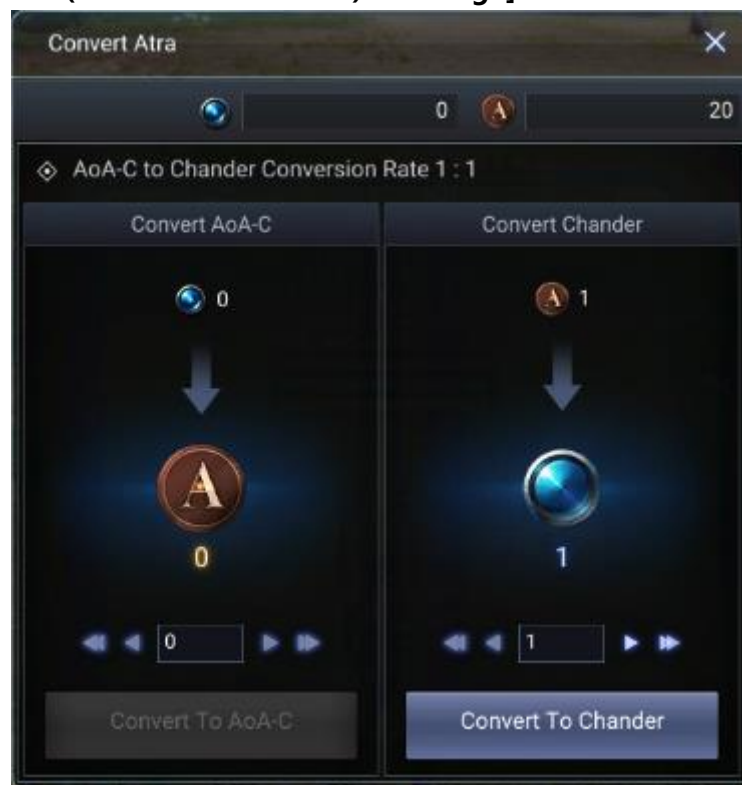 Convert Atra
0 20
AoA-C to Chander Conversion Rate 1 : 1
Convert AoA-C Convert Chander
0 A 1
A
0 1
0 1
Convert To AoA-C Convert To Chander